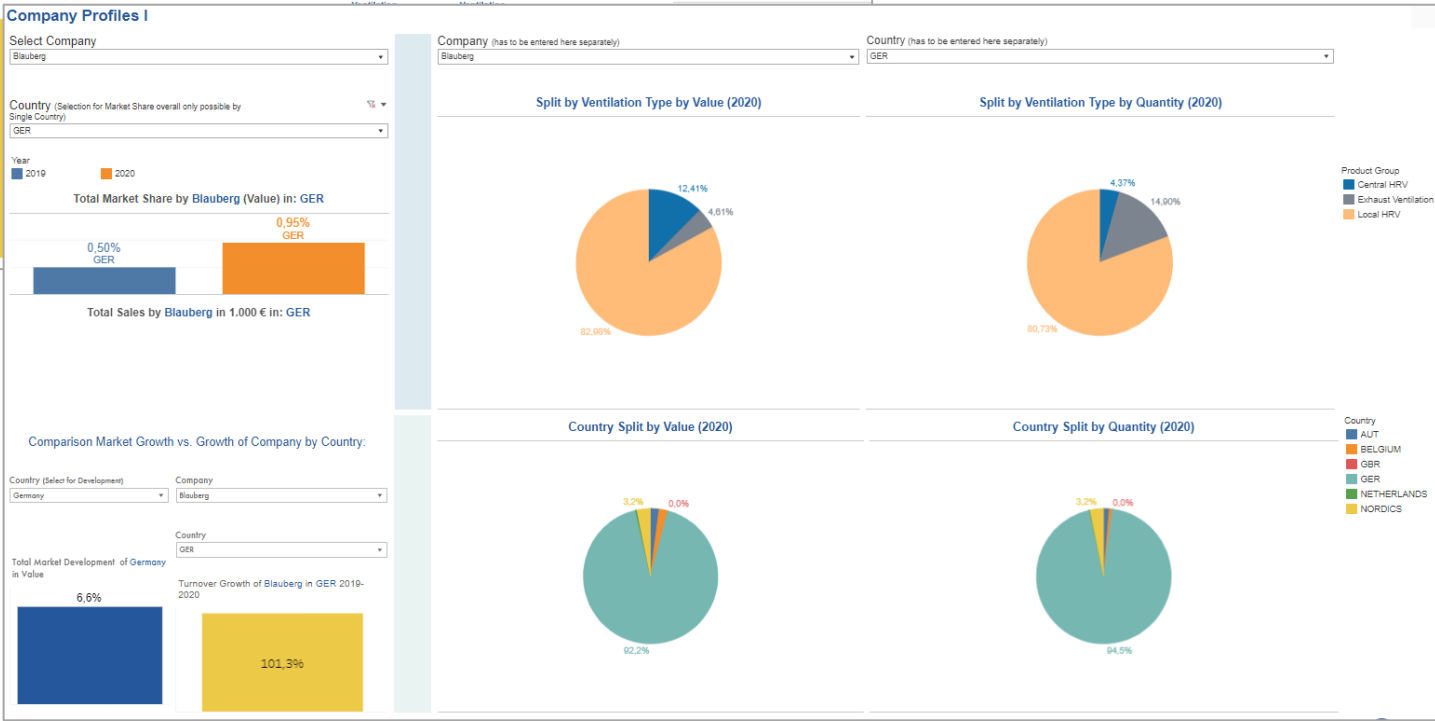 Ventilation Ventilation
Company Profiles I
Select Company
Blauberg
Country (Selection for Market Share overall only possible by
Single Country)
GER
Year
2019 2020
Total Market Share by Blauberg (Value) in: GER
0,50%
GER
0,95%
GER
Total Sales by Blauberg in 1.000 € in: GER
Comparison Market Growth vs. Growth of Company by Country:
Country (Select for Development)
Germany
Company
Blauberg
Country
GER
Total Market Development of Germany
in Value
6,6%
Turnover Growth of Blauberg in GER 2019-
2020
101,3%
Company (has to be entered here separately)
Blauberg
Country (has to be entered here separately)
GER
Split by Ventilation Type by Value (2020)
12,41%
4,61%
82,98%
Split by Ventilation Type by Quantity (2020)
4,37%
14,90%
80,73%
Product Group
Central HRV
Exhaust Ventilation
Local HRV
Country Split by Value (2020)
3,2%
0,0%
92,2%
Country Split by Quantity (2020)
3,2%
0,0%
94,5%
Country
AUT
BELGIUM
GBR
GER
NETHERLANDS
NORDICS